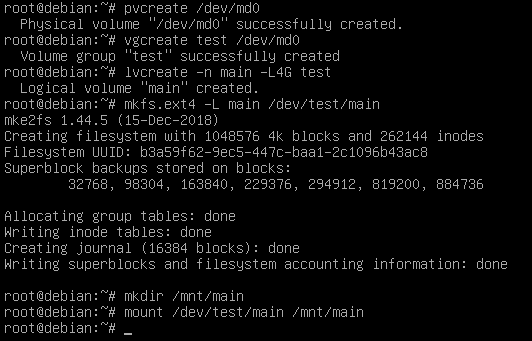 root@debian:~# pvcreate /dev/md0
  Physical volume "/dev/md0" successfully created.
root@debian:~# vgcreate test /dev/md0
  Volume group "test" successfully created
root@debian:~# lvcreate -n main -L4G test
  Logical volume "main" created.
root@debian:~# mkfs.ext4 -L main /dev/test/main
mke2fs 1.44.5 (15-Dec-2018)
Creating filesystem with 1048576 4k blocks and 262144 inodes
Filesystem UUID: b3a59f62-9ec5-447c-baa1-2c1096b43ac8
Superblock backups stored on blocks:
        32768, 98304, 163840, 229376, 294912, 819200, 884736

Allocating group tables: done
Writing inode tables: done
Creating journal (16384 blocks): done
Writing superblocks and filesystem accounting information: done

root@debian:~# mkdir /mnt/main
root@debian:~# mount /dev/test/main /mnt/main
root@debian:~# _